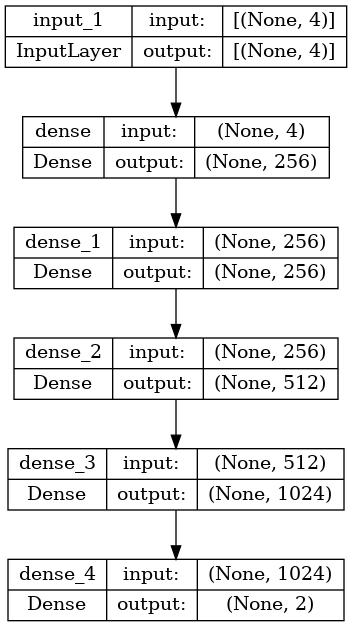 input_1 input: [(None, 4)]
InputLayer output: [(None, 4)]
dense input: (None, 4)
Dense output: (None, 256)
dense_1 input: (None, 256)
Dense output: (None, 256)
dense_2 input: (None, 256)
Dense output: (None, 512)
dense_3 input: (None, 512)
Dense output: (None, 1024)
dense_4 input: (None, 1024)
Dense output: (None, 2)